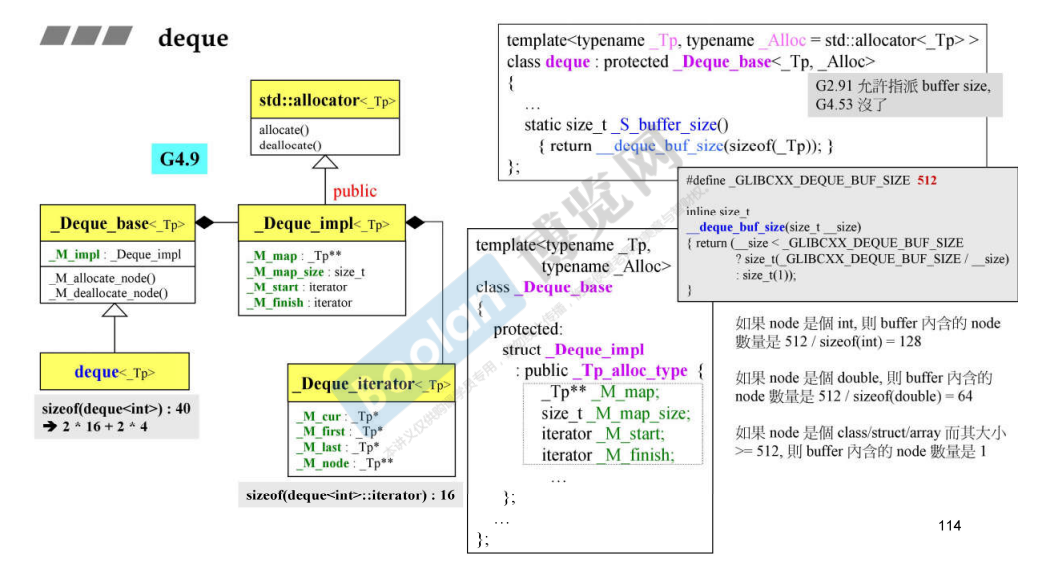 deque
template<typename _Tp, typename _Alloc = std::allocator<_Tp> >
class deque : protected _Deque_base<_Tp, _Alloc>
{
…
static size_t _S_buffer_size()
{ return __deque_buf_size(sizeof(_Tp)); }
};
G2.91 允許指派 buffer size,
G4.53 沒了
#define _GLIBCXX_DEQUE_BUF_SIZE 512
inline size_t
__deque_buf_size(size_t __size)
{ return (__size < _GLIBCXX_DEQUE_BUF_SIZE
? size_t(_GLIBCXX_DEQUE_BUF_SIZE / __size)
: size_t(1));
}
std::allocator<_Tp>
allocate()
deallocate()
G4.9
public
_Deque_base<_Tp>
_M_impl : _Deque_impl
_M_allocate_node()
_M_deallocate_node()
_Deque_impl<_Tp>
_M_map : _Tp**
_M_map_size : size_t
_M_start : iterator
_M_finish : iterator
deque<_Tp>
sizeof(deque<int>) : 40
➔ 2 * 16 + 2 * 4
_Deque_iterator<_Tp>
_M_cur : _Tp*
_M_first : _Tp*
_M_last : _Tp*
_M_node : _Tp**
sizeof(deque<int>::iterator) : 16
template<typename _Tp,
typename _Alloc>
class _Deque_base
{
protected:
struct _Deque_impl
: public _Tp_alloc_type {
_Tp** _M_map;
size_t _M_map_size;
iterator _M_start;
iterator _M_finish;
…
};
…
};
如果 node 是個 int, 則 buffer 內含的 node
數量是 512 / sizeof(int) = 128
如果 node 是個 double, 則 buffer 內含的
node 數量是 512 / sizeof(double) = 64
如果 node 是個 class/struct/array 而其大小
>= 512, 則 buffer 內含的 node 數量是 1
Boolan 博览网
114